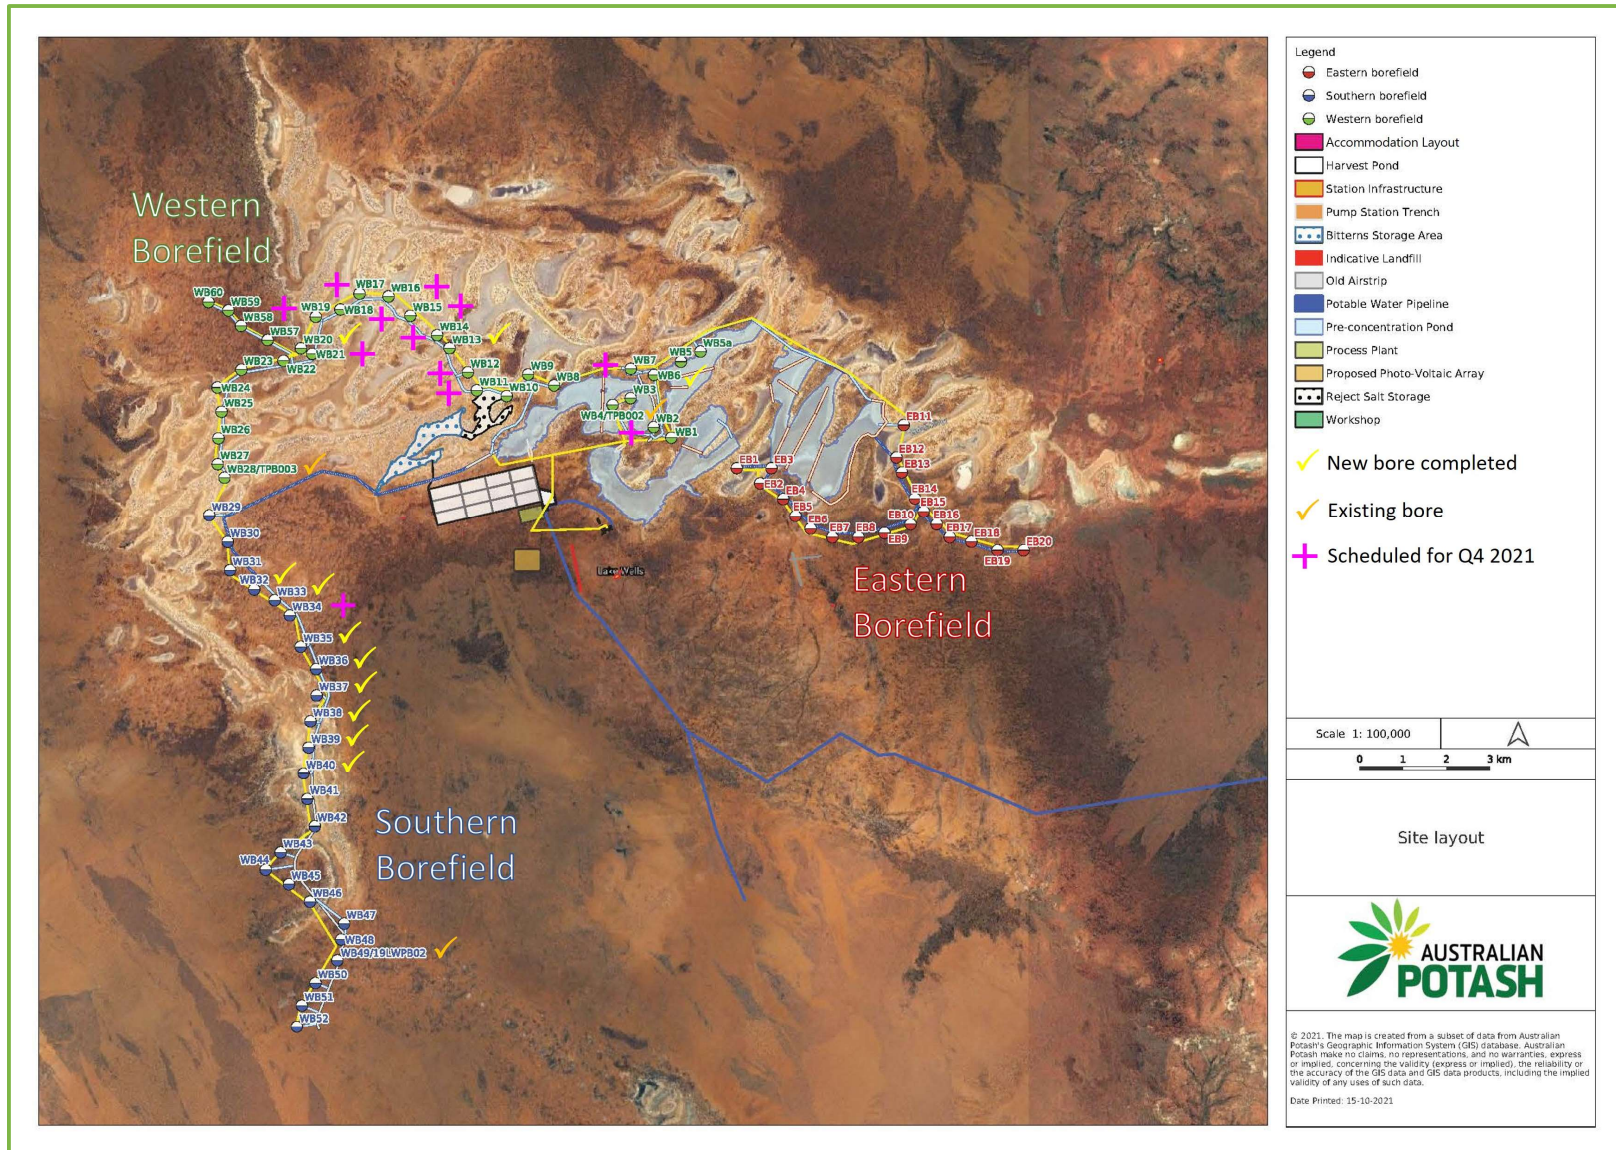 Western
Borefield
WB60
WB59
WB58
WB57
WB19
WB18
WB17
WB16
WB15
WB14
WB13
WB12
WB11
WB10
WB9
WB8
WB7
WB6
WB5
WB5a
WB3
WB4/TPB002
WB2
WB1
WB20
WB21
WB22
WB23
WB24
WB25
WB26
WB27
WB28/TPB003
WB29
WB30
WB31
WB32
WB33
WB34
WB35
WB36
WB37
WB38
WB39
WB40
WB41
WB42
WB43
WB44
WB45
WB46
WB47
WB48
WB49/19LWPB02
WB50
WB51
WB52
EB1
EB3
EB2
EB4
EB5
EB6
EB7
EB8
EB9
EB10
EB11
EB12
EB13
EB14
EB15
EB16
EB17
EB18
EB19
EB20
Lake Wells
Eastern
Borefield
Southern
Borefield
Legend
Eastern borefield
Southern borefield
Western borefield
Accommodation Layout
Harvest Pond
Station Infrastructure
Pump Station Trench
Bitterns Storage Area
Indicative Landfill
Old Airstrip
Potable Water Pipeline
Pre-concentration Pond
Process Plant
Proposed Photo-Voltaic Array
Reject Salt Storage
Workshop
New bore completed
Existing bore
Scheduled for Q4 2021
Scale 1: 100,000
0 1 2 3 km
Site layout
AUSTRALIAN
POTASH
© 2021. The map is created from a subset of data from Australian
Potash's Geographic Information System (GIS) database. Australian
Potash make no claims, no representations, and no warranties, express
or implied, concerning the validity (express or implied), the reliability or
the accuracy of the GIS data and GIS data products, including the implied
validity of any uses of such data.
Date Printed: 15-10-2021